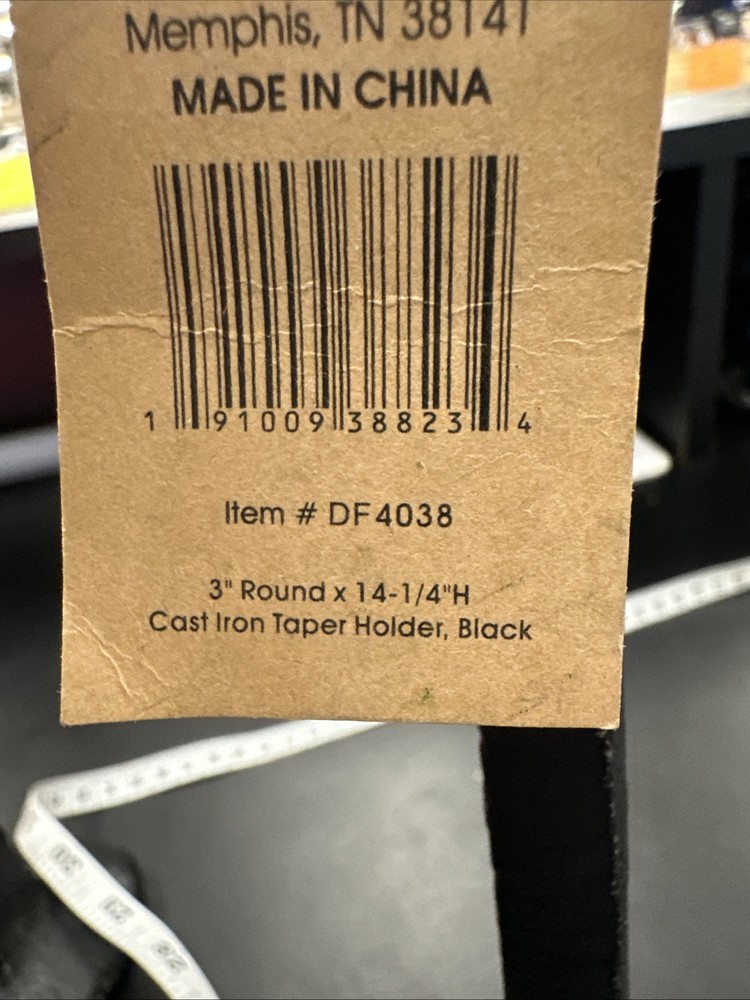 Memphis, TN 38141
MADE IN CHINA
1 91009 38823 4
Item # DF4038
3" Round x 14-1/4"H
Cast Iron Taper Holder, Black